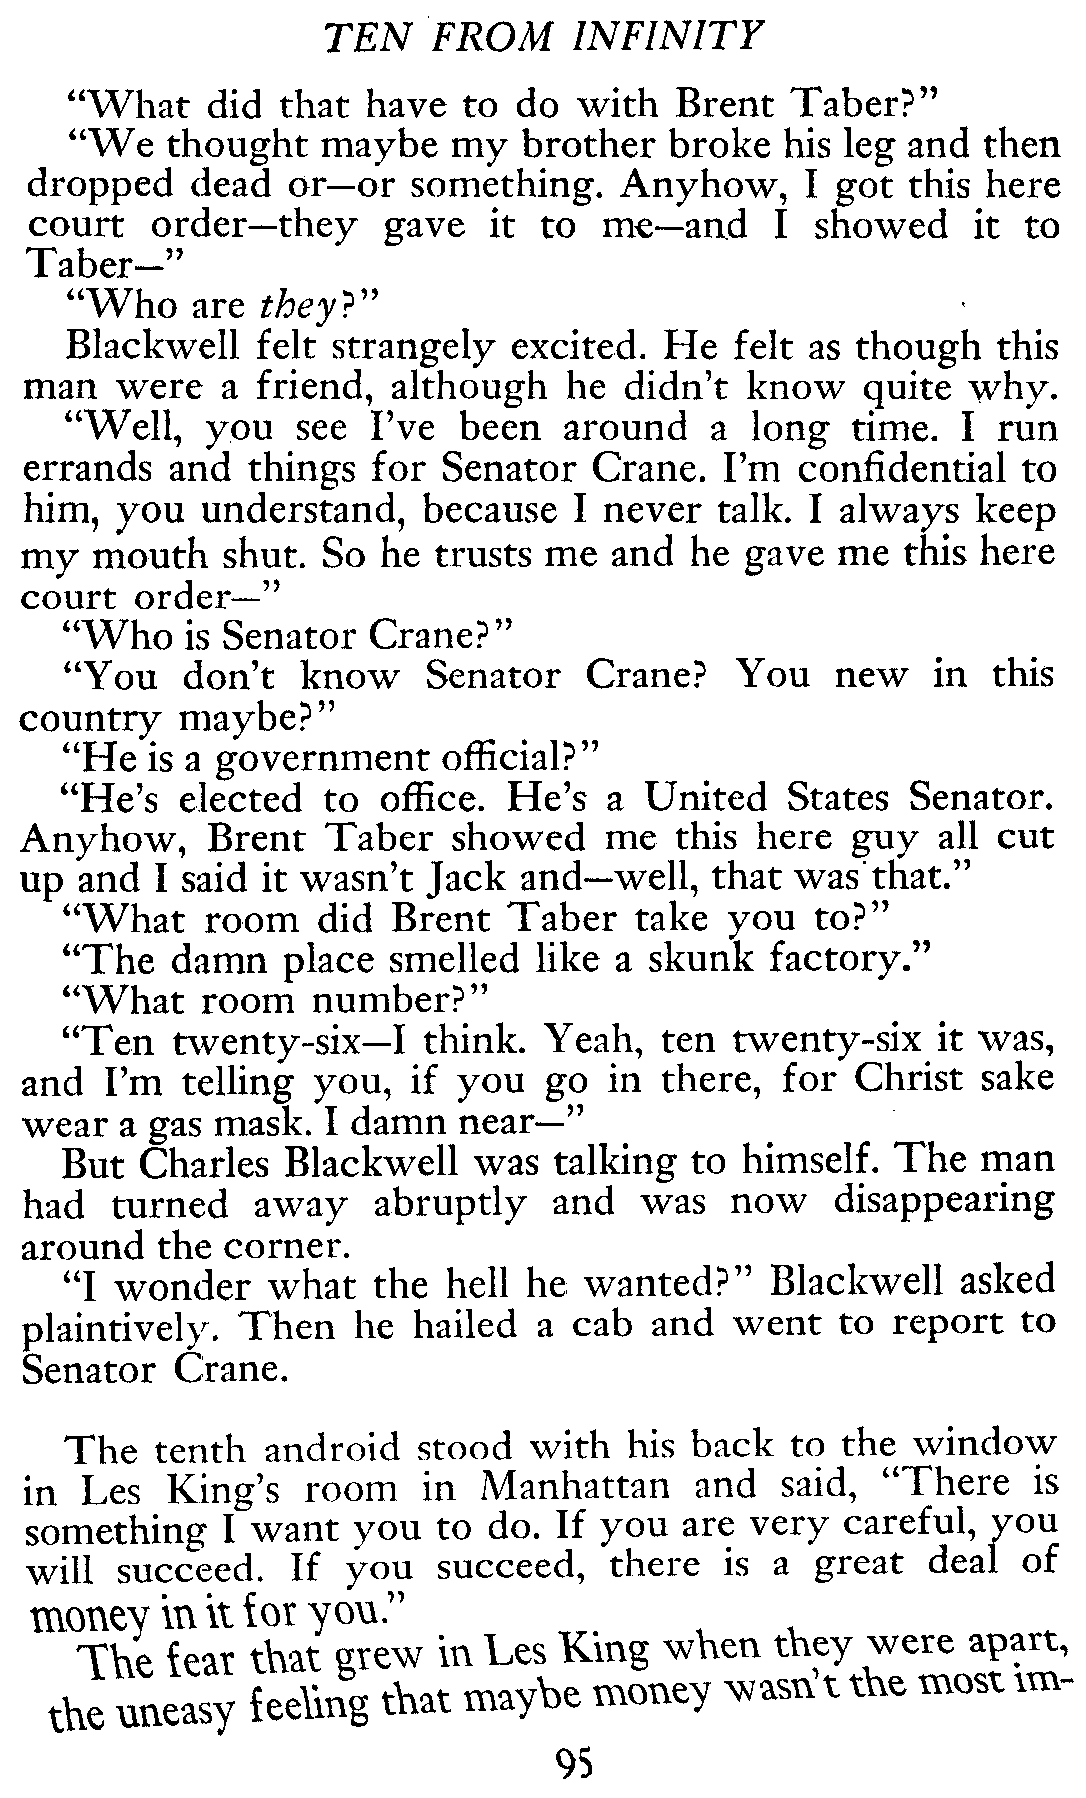 TEN FROM INFINITY
“What did that have to do with Brent Taber?”
“We thought maybe my brother broke his leg and then
dropped dead or—or something. Anyhow, I got this here
court order—they gave it to me—and I showed it to
Taber—”
“Who are they?”
Blackwell felt strangely excited. He felt as though this
man were a friend, although he didn’t know quite why.
“Well, you see I’ve been around a long time. I run
errands and things for Senator Crane. I’m confidential to
him, you understand, because I never talk. I always keep
my mouth shut. So he trusts me and he gave me this here
court order—”
“Who is Senator Crane?”
“You don’t know Senator Crane? You new in this
country maybe?”
“He is a government official?”
“He’s elected to office. He’s a United States Senator.
Anyhow, Brent Taber showed me this here guy all cut
up and I said it wasn’t Jack and—well, that was that.”
“What room did Brent Taber take you to?”
“The damn place smelled like a skunk factory.”
“What room number?”
“Ten twenty-six—I think. Yeah, ten twenty-six it was,
and I’m telling you, if you go in there, for Christ sake
wear a gas mask. I damn near—”
But Charles Blackwell was talking to himself. The man
had turned away abruptly and was now disappearing
around the corner.
“I wonder what the hell he wanted?” Blackwell asked
plaintively. Then he hailed a cab and went to report to
Senator Crane.
The tenth android stood with his back to the window
in Les King’s room in Manhattan and said, “There is
something I want you to do. If you are very careful, you
will succeed. If you succeed, there is a great deal of
money in it for you.”
The fear that grew in Les King when they were apart,
the uneasy feeling that maybe money wasn’t the most im-
95